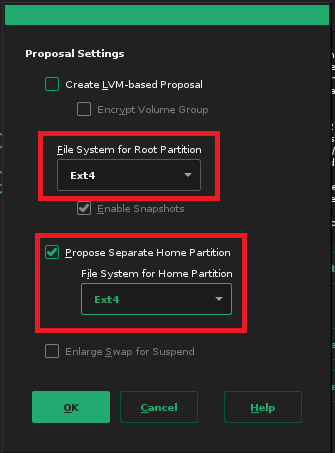 Proposal Settings
Create LVM-based Proposal
Encrypt Volume Group
File System for Root Partition
Ext4
Enable Snapshots
Propose Separate Home Partition
File System for Home Partition
Ext4
Enlarge Swap for Suspend
OK Cancel Help